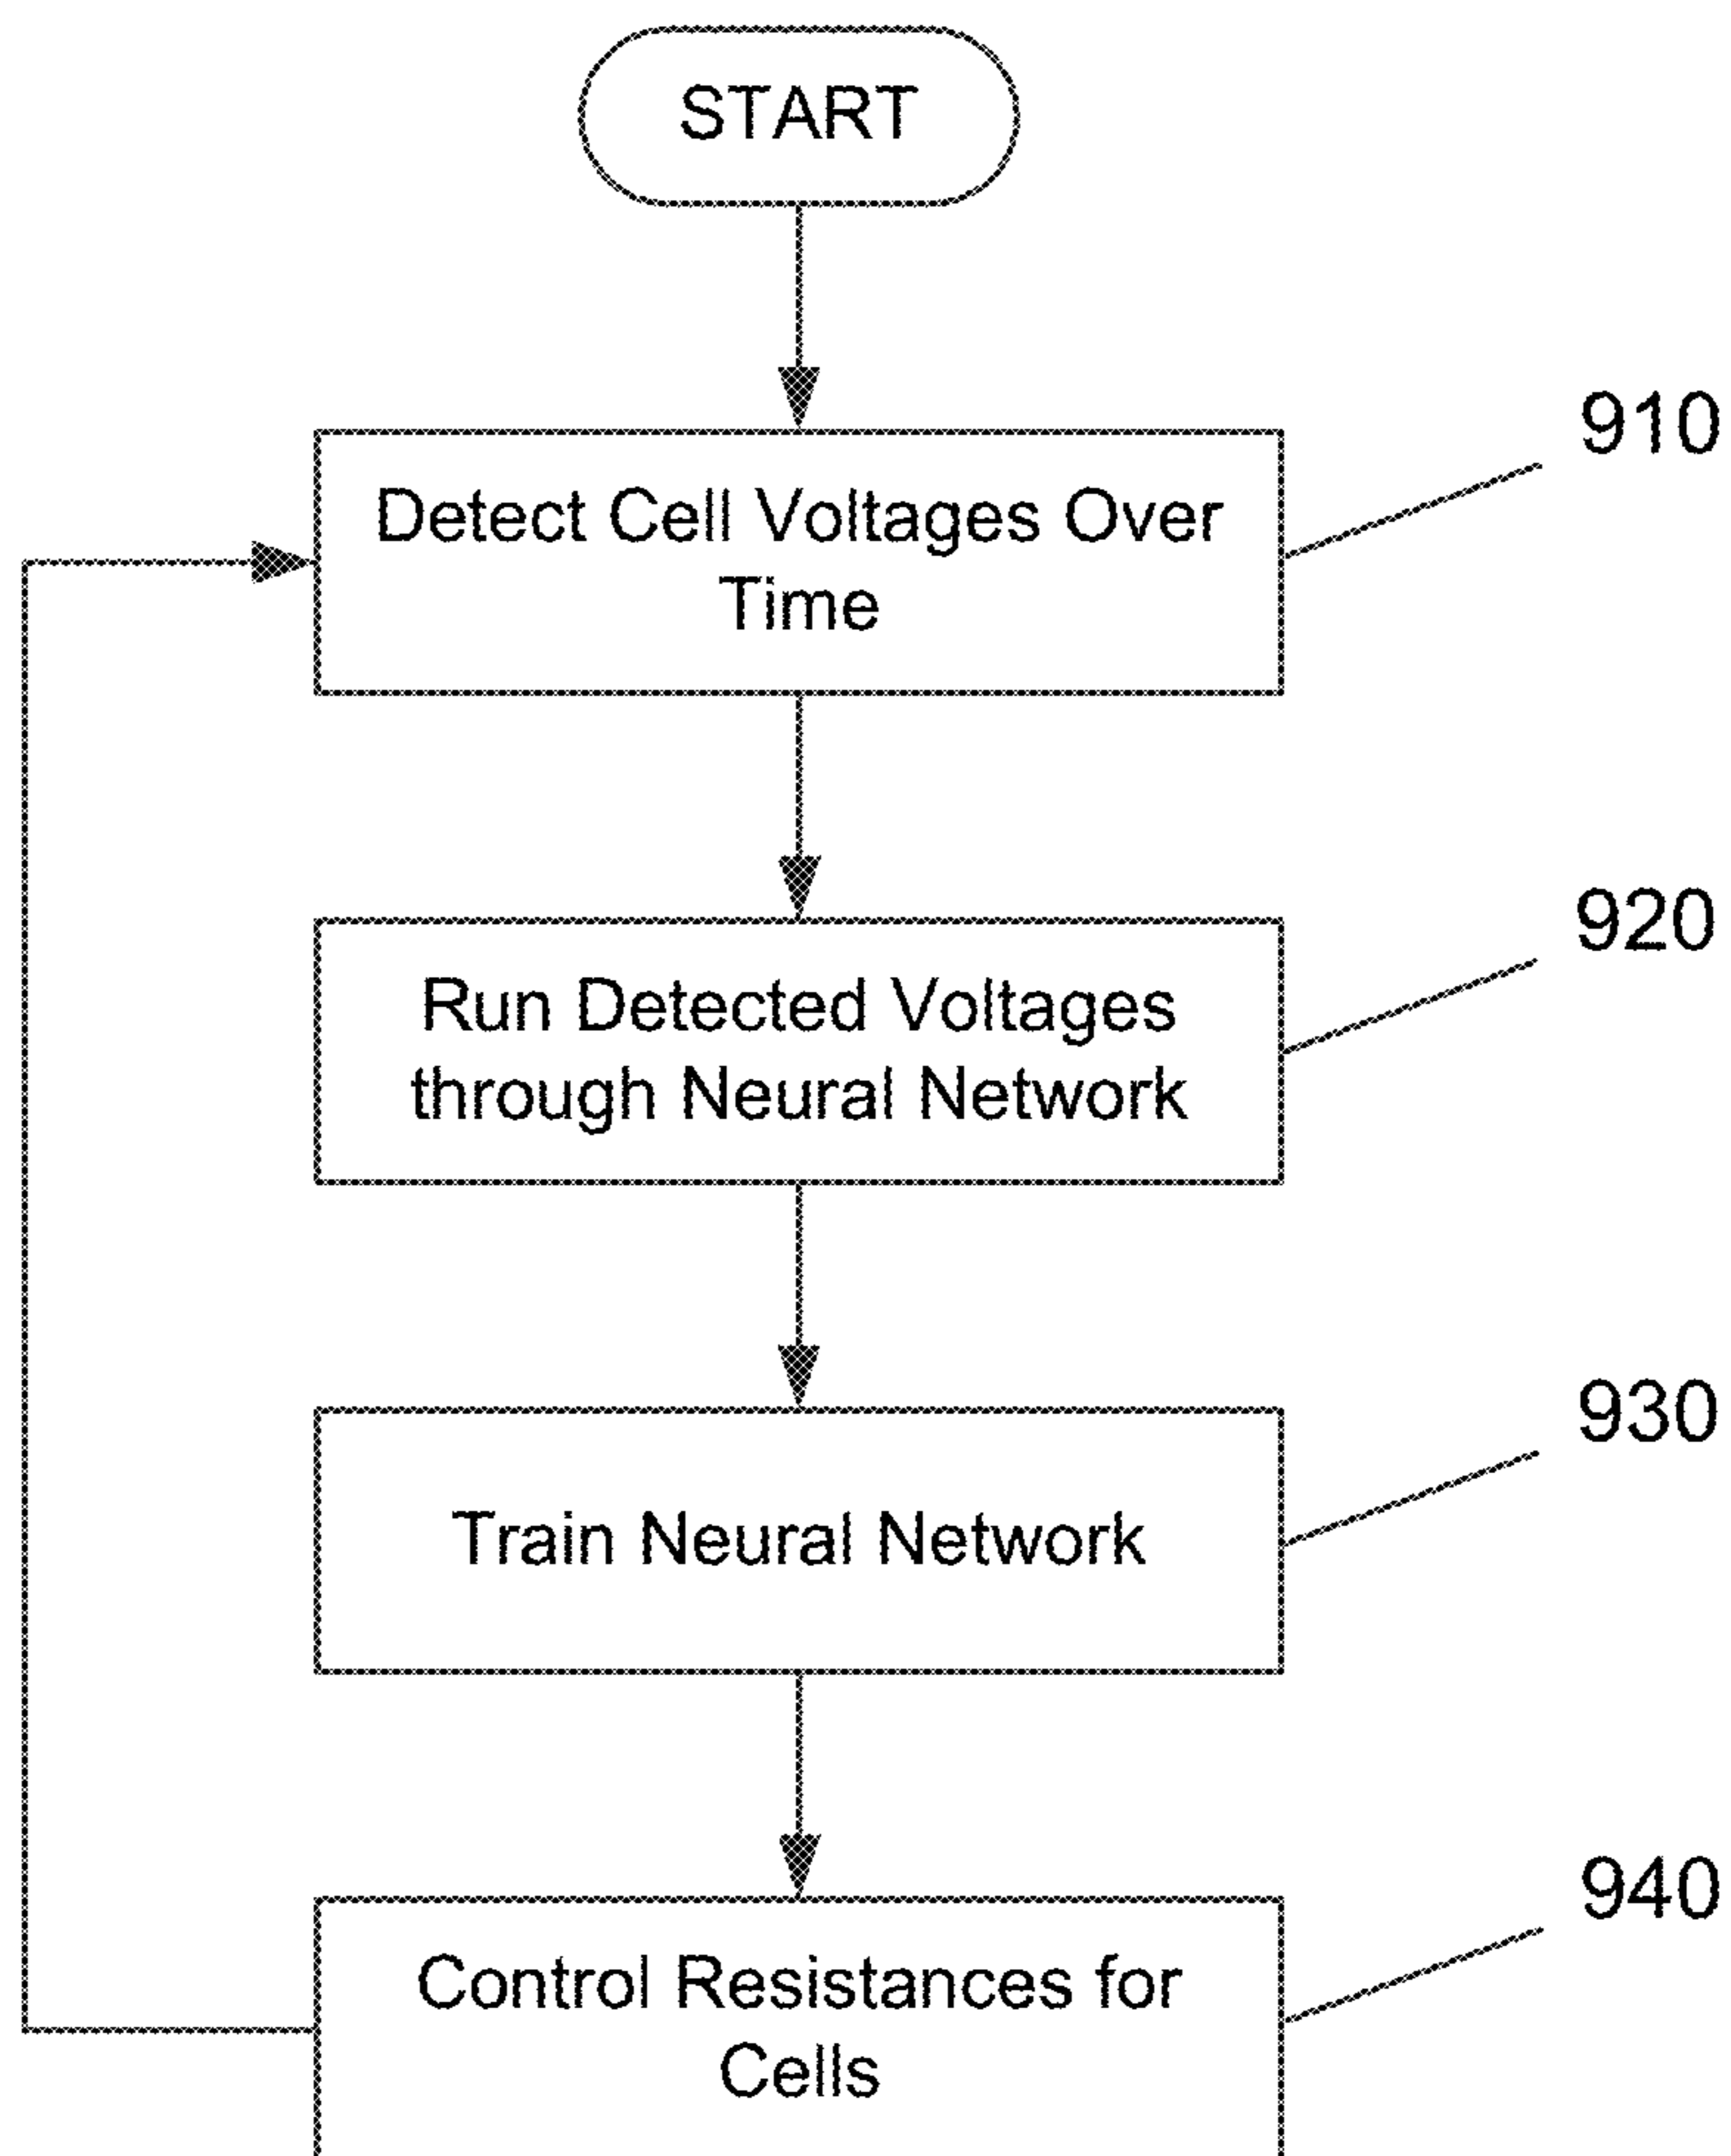 START
910
Detect Cell Voltages Over
Time
920
Run Detected Voltages
through Neural Network
930
Train Neural Network
940
Control Resistances for
Cells